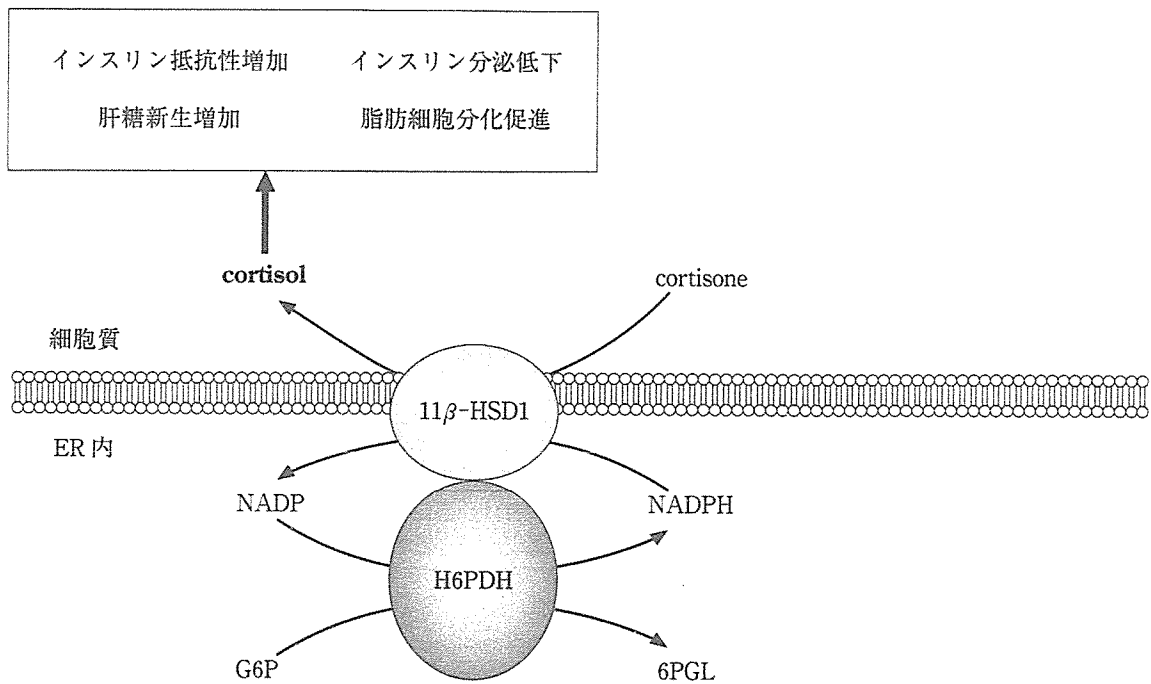 インスリン抵抗性増加 インスリン分泌低下
肝糖新生増加 脂肪細胞分化促進
cortisol
cortisone
細胞質
11β-HSD1
ER 内
NADP
NADPH
H6PDH
G6P
6PGL